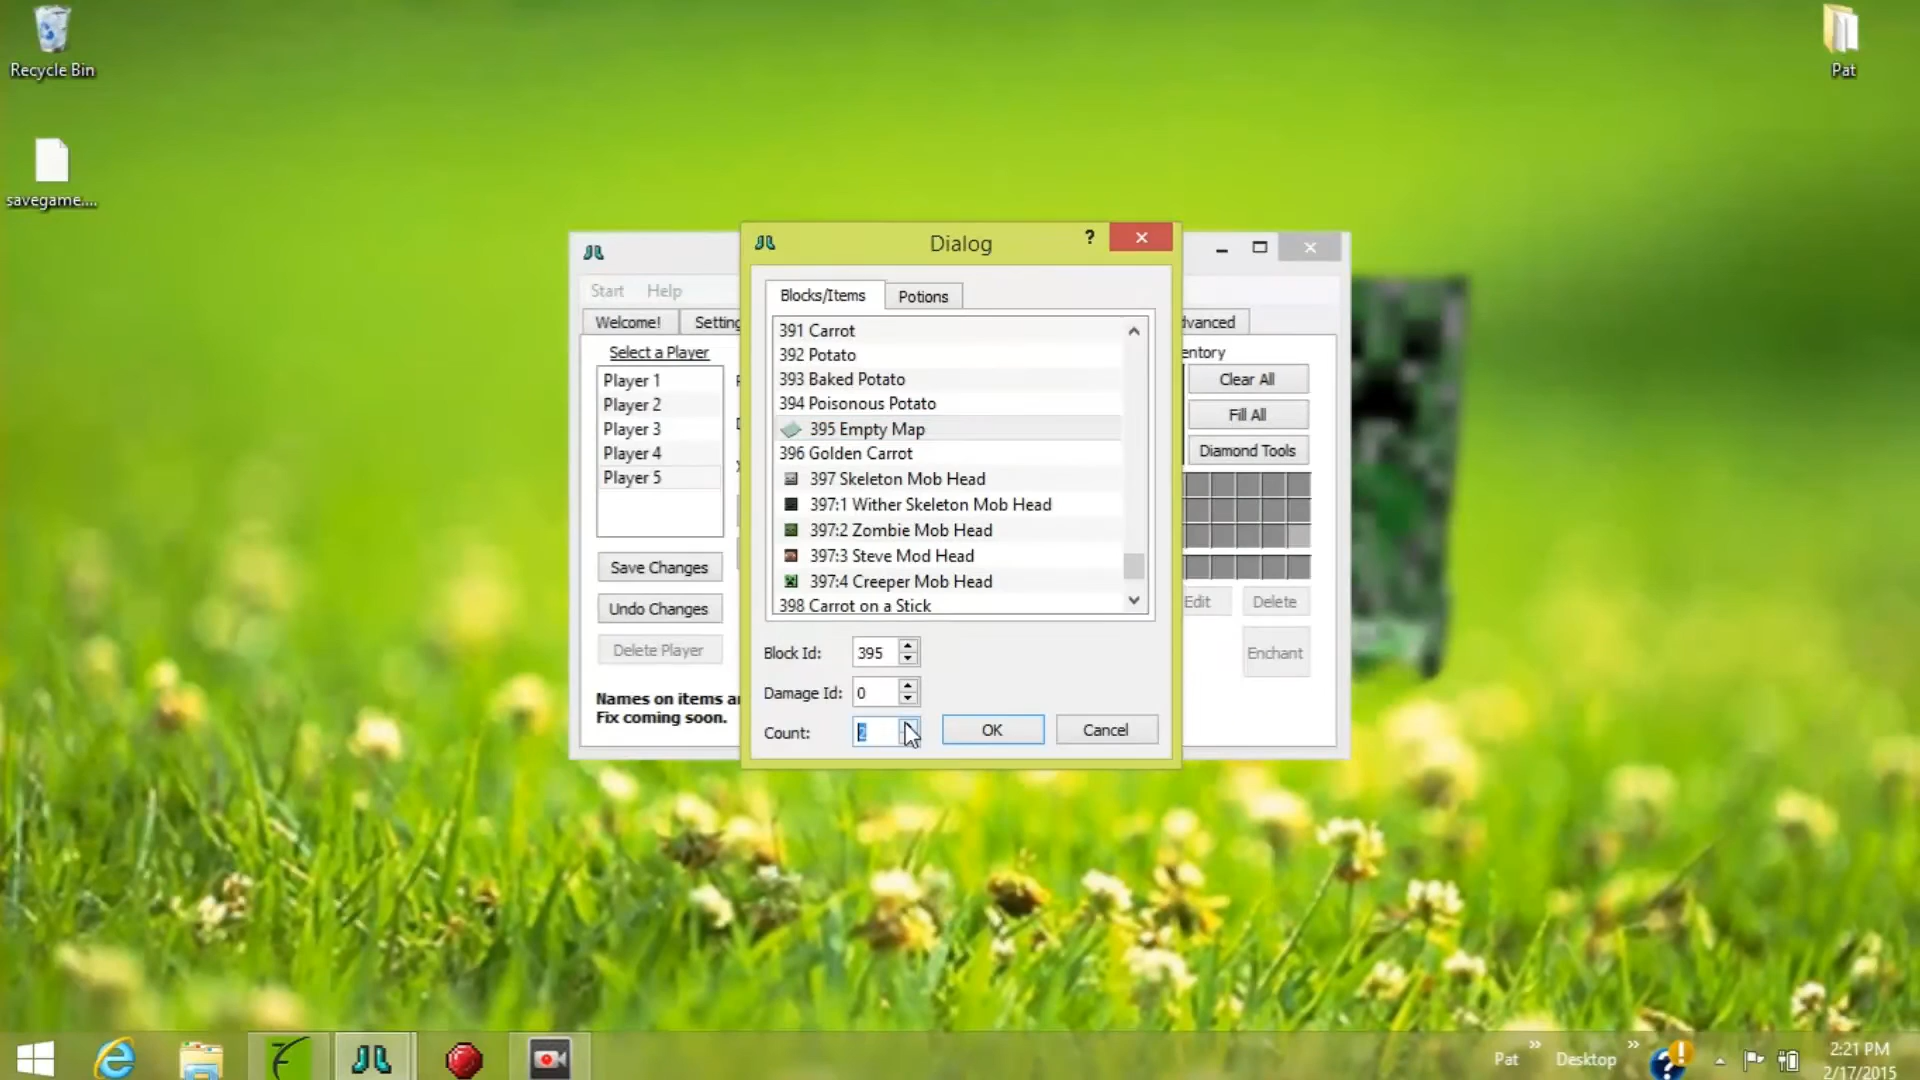 Recycle Bin
savegame....
Pat
Dialog
?
Start Help
Welcome!
Setting
dvanced
Select a Player
Player 1
Player 2
Player 3
Player 4
Player 5
Save Changes
Undo Changes
Delete Player
Names on items a
Fix coming soon.
Blocks/Items
Potions
391 Carrot
392 Potato
393 Baked Potato
394 Poisonous Potato
395 Empty Map
396 Golden Carrot
397 Skeleton Mob Head
397:1 Wither Skeleton Mob Head
397:2 Zombie Mob Head
397:3 Steve Mod Head
397:4 Creeper Mob Head
398 Carrot on a Stick
Block Id: 395
Damage Id: 0
Count: 2
OK
Cancel
entory
Clear All
Fill All
Diamond Tools
Edit
Delete
Enchant
Pat
Desktop
2:21 PM
2/17/2015